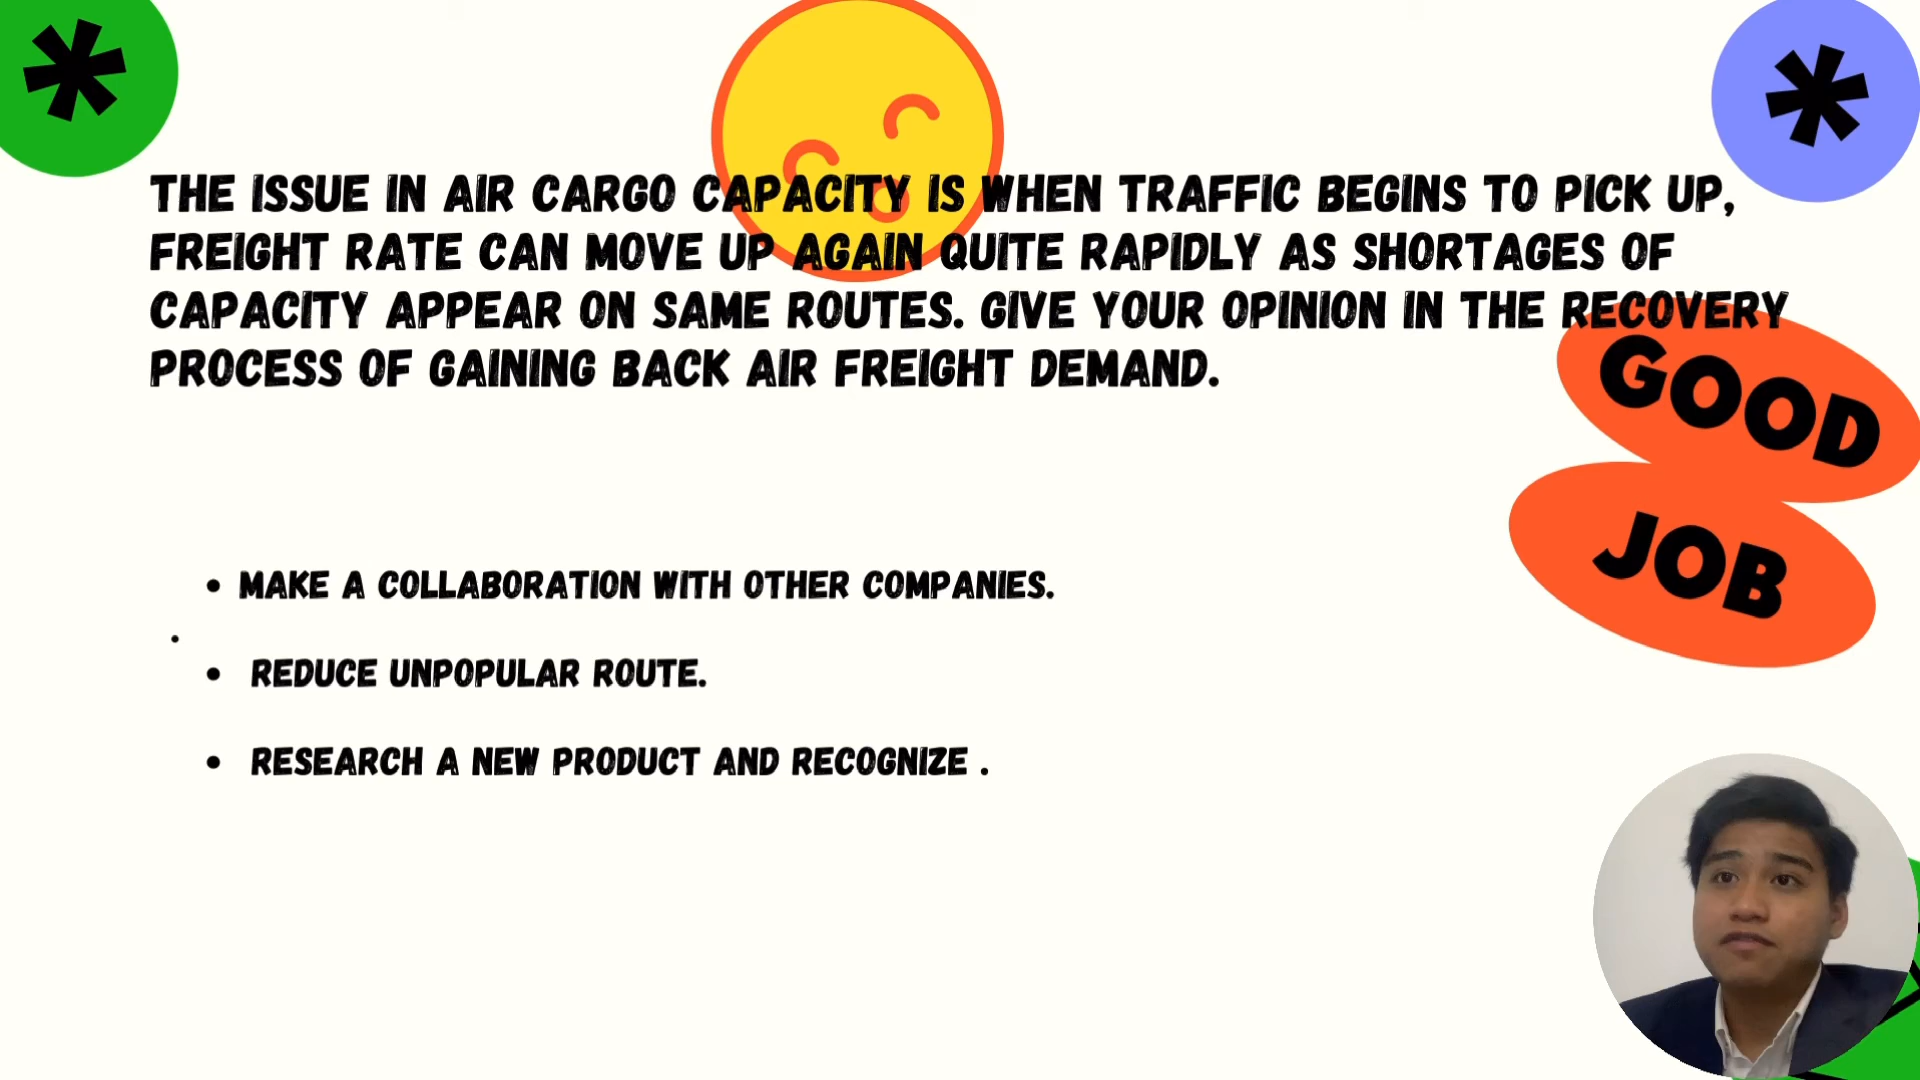 THE ISSUE IN AIR CARGO CAPACITY IS WHEN TRAFFIC BEGINS TO PICK UP,
FREIGHT RATE CAN MOVE UP AGAIN QUITE RAPIDLY AS SHORTAGES OF
CAPACITY APPEAR ON SAME ROUTES. GIVE YOUR OPINION IN THE RECOVERY
PROCESS OF GAINING BACK AIR FREIGHT DEMAND.
GOOD
JOB
• MAKE A COLLABORATION WITH OTHER COMPANIES.
•
• REDUCE UNPOPULAR ROUTE.
• RESEARCH A NEW PRODUCT AND RECOGNIZE .